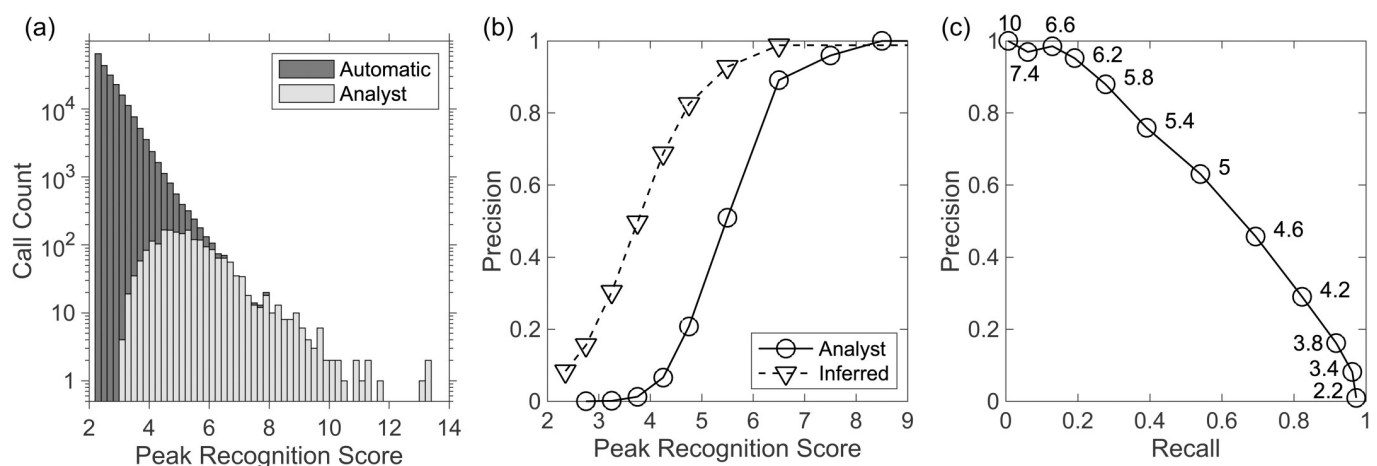 (a)
Automatic
Analyst
Call Count
10^4
10^3
10^2
10
1
2 4 6 8 10 12 14
Peak Recognition Score
(b)
Precision
1
0.8
0.6
0.4
0.2
0
Analyst
Inferred
2 3 4 5 6 7 8 9
Peak Recognition Score
(c)
Precision
1
0.8
0.6
0.4
0.2
0
10
7.4
6.6
6.2
5.8
5.4
5
4.6
4.2
3.8
3.4
2.2
0 0.2 0.4 0.6 0.8 1
Recall